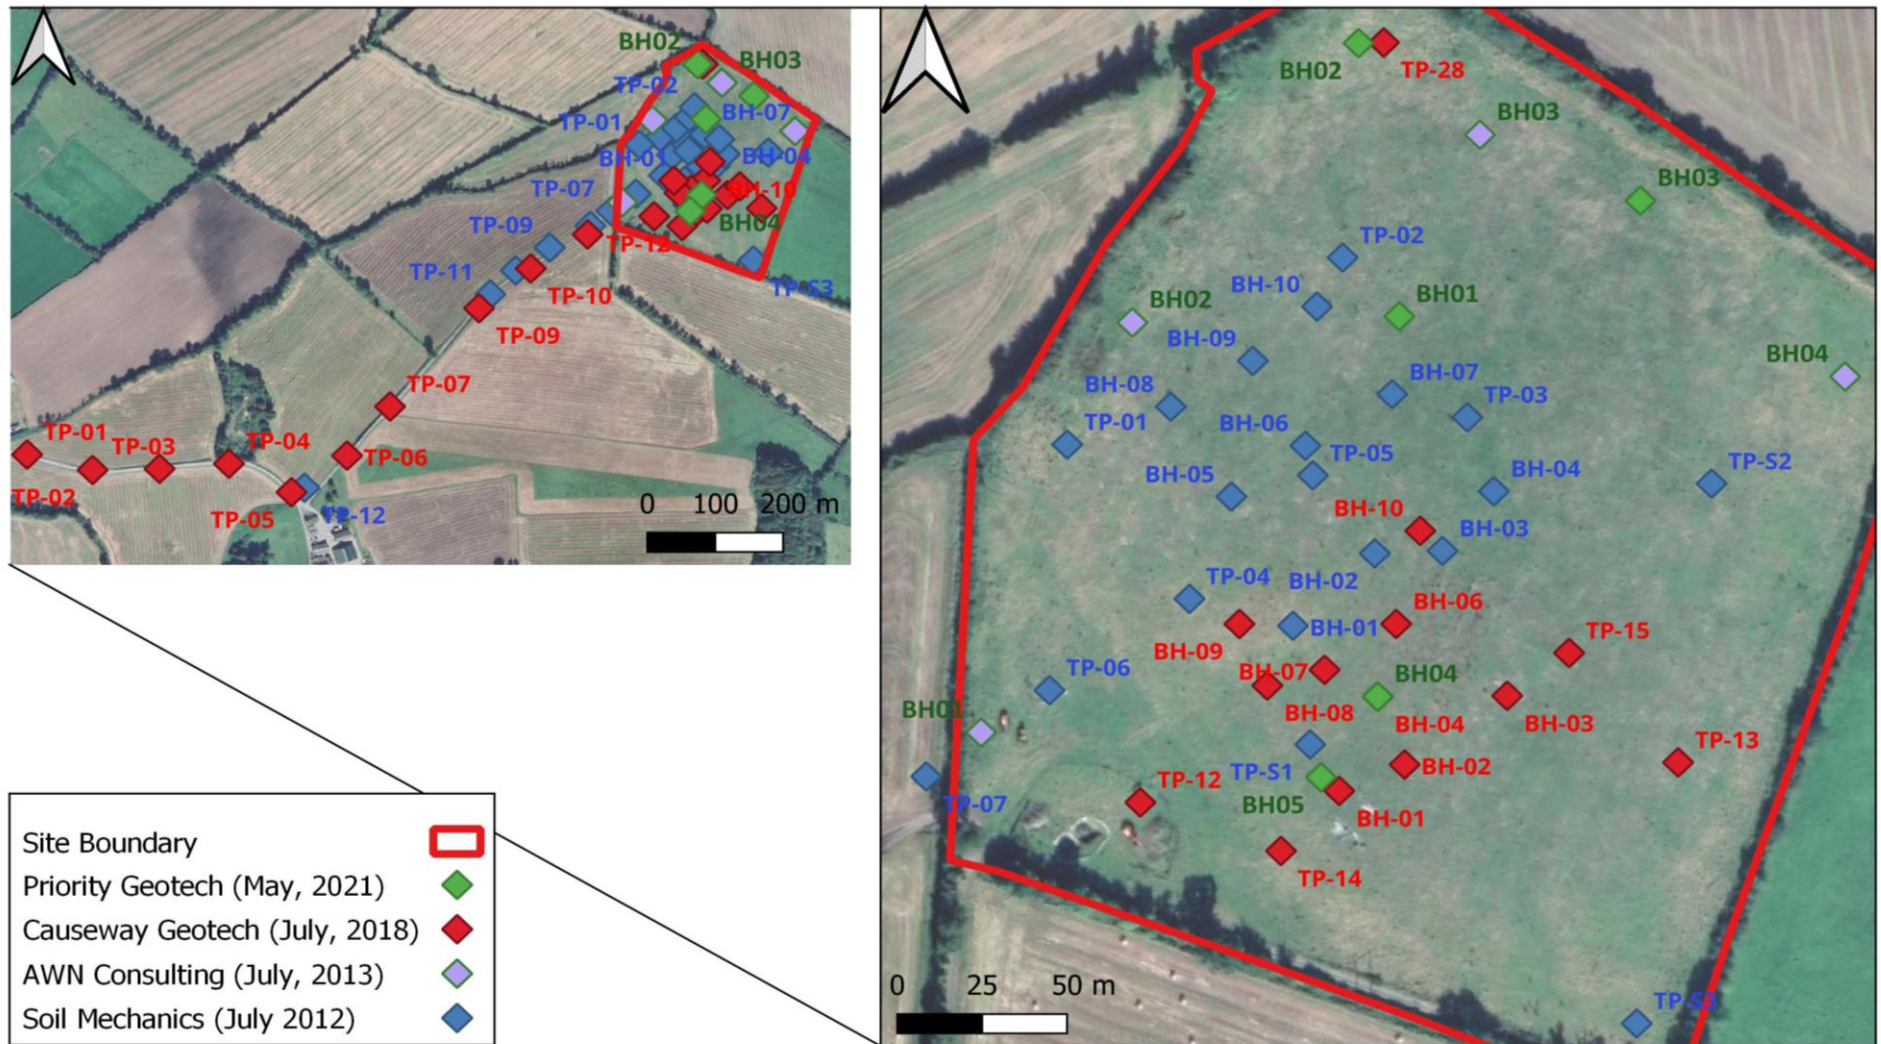 BH02
BH03
TP-02
BH-07
TP-01
BH-01
BH-04
TP-07
BH-10
TP-09
BH04
TP-12
TP-11
TP-10
TP-S3
TP-09
TP-07
TP-01
TP-03
TP-04
TP-06
TP-02
TP-05
TP-12
0 100 200 m
BH02
TP-28
BH03
BH03
TP-02
BH-10
BH01
BH02
BH-09
BH04
BH-07
BH-08
TP-03
TP-01
BH-06
TP-05
BH-05
BH-04
TP-S2
BH-10
BH-03
TP-04
BH-02
BH-06
BH-01
TP-15
BH-09
TP-06
BH-07
BH04
BH01
BH-08
BH-04
BH-03
TP-13
TP-S1
BH-02
TP-12
TP-07
BH05
BH-01
TP-14
TP-S3
0 25 50 m
Site Boundary
Priority Geotech (May, 2021)
Causeway Geotech (July, 2018)
AWN Consulting (July, 2013)
Soil Mechanics (July 2012)